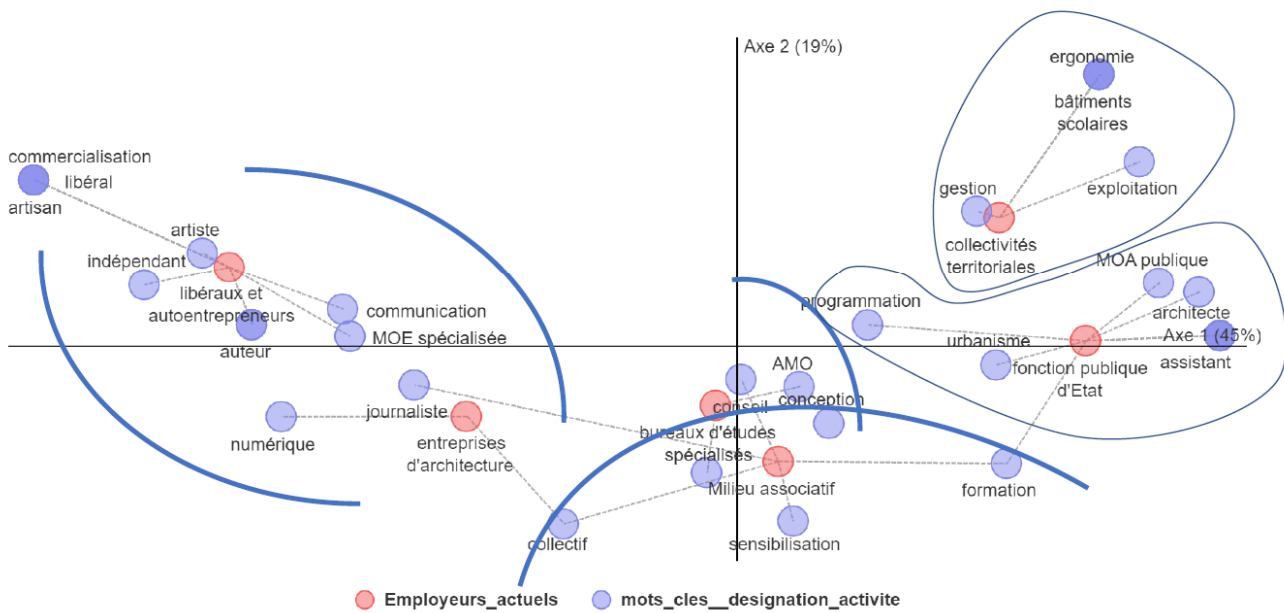 Axe 2 (19%)
ergonomie
bâtiments
scolaires
commercialisation
libéral
artisan
gestion
exploitation
artiste
collectivités
territoriales
indépendant
MOA publique
libéraux et
autoentrepreneurs
communication
programmation
architecte
auteur
MOE spécialisée
urbanisme
Axe 1 (45%)
fonction publique
d'Etat
assistant
AMO
journaliste
conseil
conception
numérique
entreprises
d'architecture
bureaux d'études
spécialisés
Milieu associatif
formation
collectif
sensibilisation
Employeurs_actuels
mots_cles__designation_activite